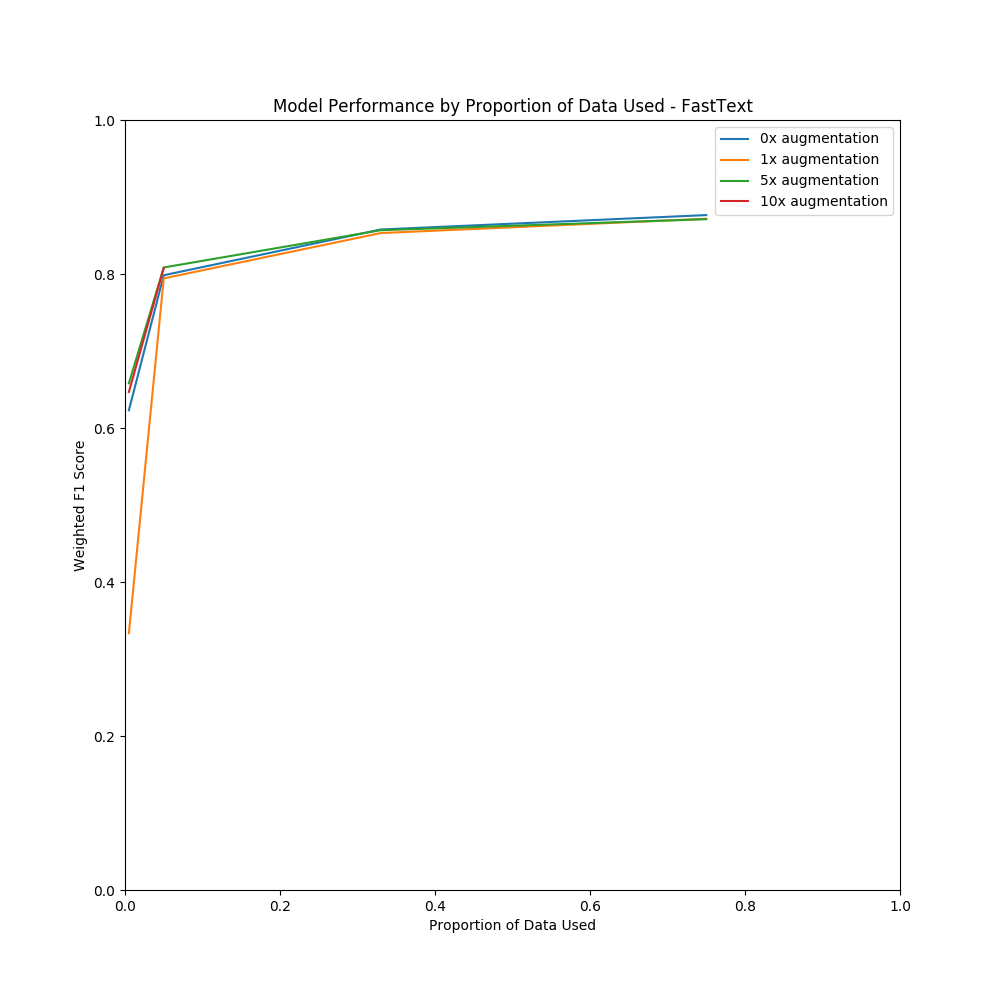 Model Performance by Proportion of Data Used - FastText
0x augmentation
1x augmentation
5x augmentation
10x augmentation
1.0
0.8
0.6
0.4
0.2
0.0
Weighted F1 Score
0.0 0.2 0.4 0.6 0.8 1.0
Proportion of Data Used